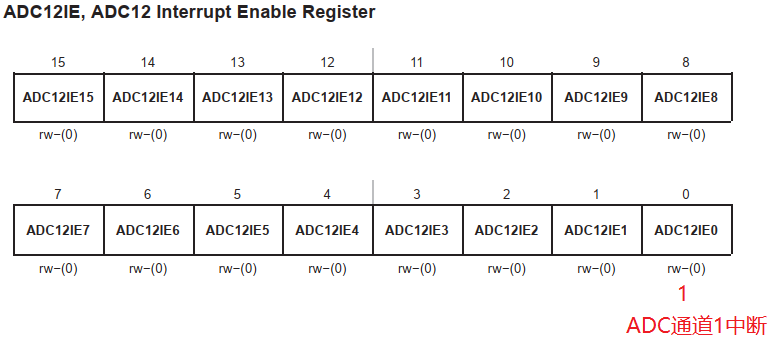 ADC12IE, ADC12 Interrupt Enable Register
15 14 13 12 11 10 9 8
ADC12IE15 ADC12IE14 ADC12IE13 ADC12IE12 ADC12IE11 ADC12IE10 ADC12IE9 ADC12IE8
rw−(0) rw−(0) rw−(0) rw−(0) rw−(0) rw−(0) rw−(0) rw−(0)
7 6 5 4 3 2 1 0
ADC12IE7 ADC12IE6 ADC12IE5 ADC12IE4 ADC12IE3 ADC12IE2 ADC12IE1 ADC12IE0
rw−(0) rw−(0) rw−(0) rw−(0) rw−(0) rw−(0) rw−(0) rw−(0)
1
ADC通道1中断